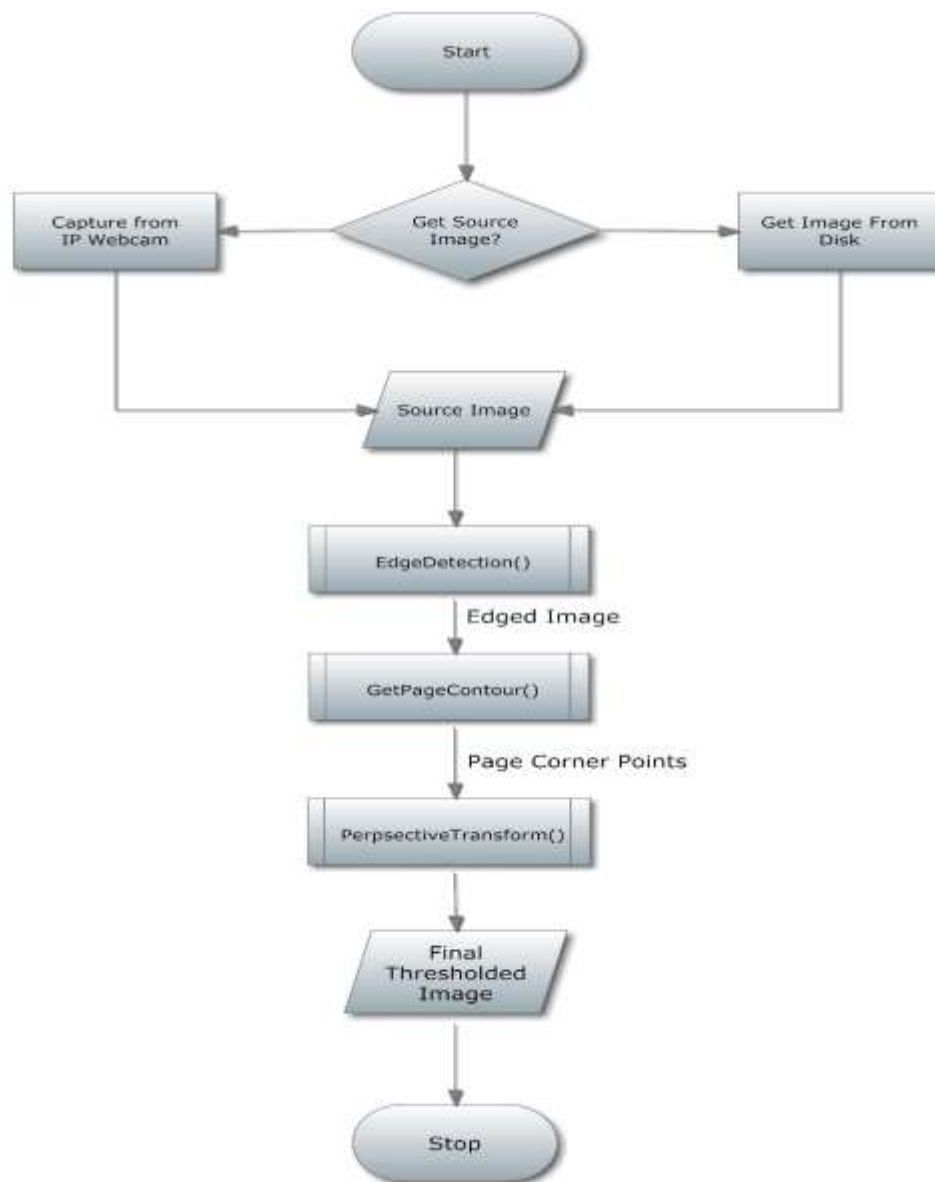 Start
Capture from
IP Webcam
Get Source
Image?
Get Image From
Disk
Source Image
EdgeDetection()
Edged Image
GetPageContour()
Page Corner Points
PerpsectiveTransform()
Final
Thresholded
Image
Stop